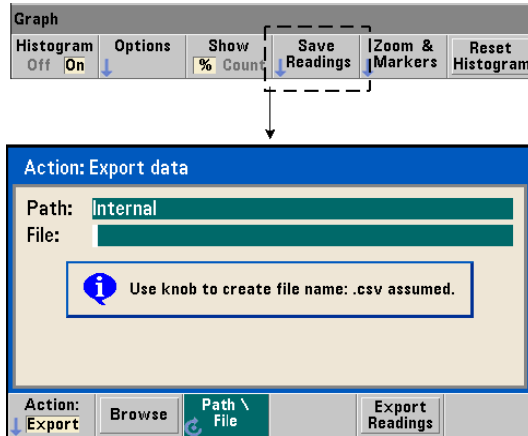 Graph
Histogram Options Show Save Zoom & Reset
Off On % Count Readings Markers Histogram
Action: Export data
Path: Internal
File:
i Use knob to create file name: .csv assumed.
Action: Browse Path \ Export
Export File Readings